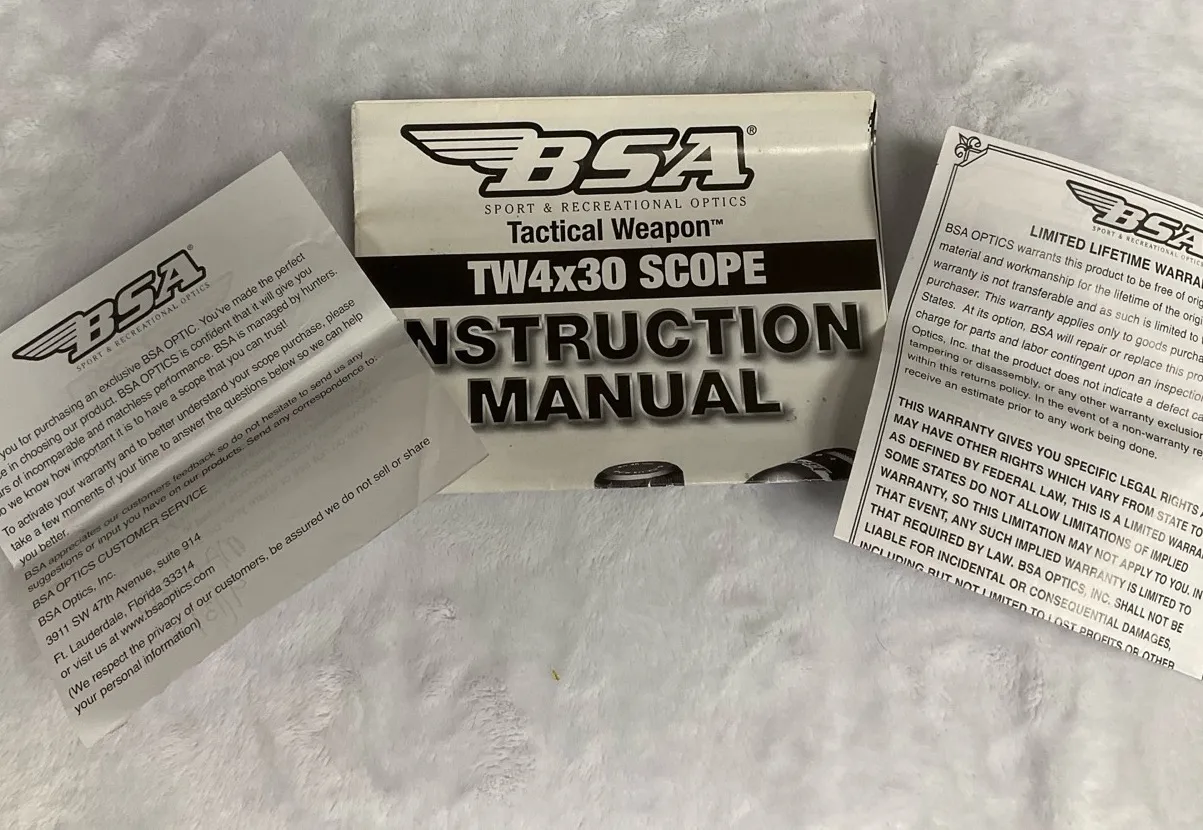 BSA®
SPORT & RECREATIONAL OPTICS
you for purchasing an exclusive BSA OPTIC. You've made the perfect
in choosing our product. BSA OPTICS is confident that it will give you
of incomparable and matchless performance. BSA is managed by hunters.
we know how important it is to have a scope that you can trust!
To activate your warranty and to better understand your scope purchase, please
take a few moments of your time to answer the questions below so we can help
you better.
BSA appreciates our customers feedback so do not hesitate to send us any
suggestions or input you have on our products. Send any correspondence to:
BSA OPTICS CUSTOMER SERVICE
BSA Optics, Inc.
3911 SW 47th Avenue, suite 914
Ft. Lauderdale, Florida 33314
or visit us at www.bsaoptics.com
(We respect the privacy of our customers, be assured we do not sell or share
your personal information)
BSA®
SPORT & RECREATIONAL OPTICS
Tactical Weapon™
TW4x30 SCOPE
NSTRUCTION
MANUAL
BSA
SPORT & RECREATIONAL OPTICS
LIMITED LIFETIME WARRA
BSA OPTICS warrants this product to be free of
material and workmanship for the lifetime of the
warranty is not transferable and as such is limited
purchaser. This warranty applies only to goods
States. At its option, BSA will repair or replace this
charge for parts and labor contingent upon an
Optics, Inc. that the product does not indicate a defect
tampering or disassembly, or any other warranty
within this returns policy. In the event of a non-warranty
receive an estimate prior to any work being done.
THIS WARRANTY GIVES YOU SPECIFIC LEGAL RIGHTS
MAY HAVE OTHER RIGHTS WHICH VARY FROM STATE TO
AS DEFINED BY FEDERAL LAW, THIS IS A LIMITED
SOME STATES DO NOT ALLOW LIMITATIONS OF IMPLIED
WARRANTY, SO THIS LIMITATION MAY NOT APPLY TO YOU. IN
THAT EVENT, ANY SUCH IMPLIED WARRANTY IS LIMITED TO
THAT REQUIRED BY LAW. BSA OPTICS, INC. SHALL NOT BE
LIABLE FOR INCIDENTAL OR CONSEQUENTIAL DAMAGES,
INCLUDING BUT NOT LIMITED TO LOST PROFITS OR OTHER